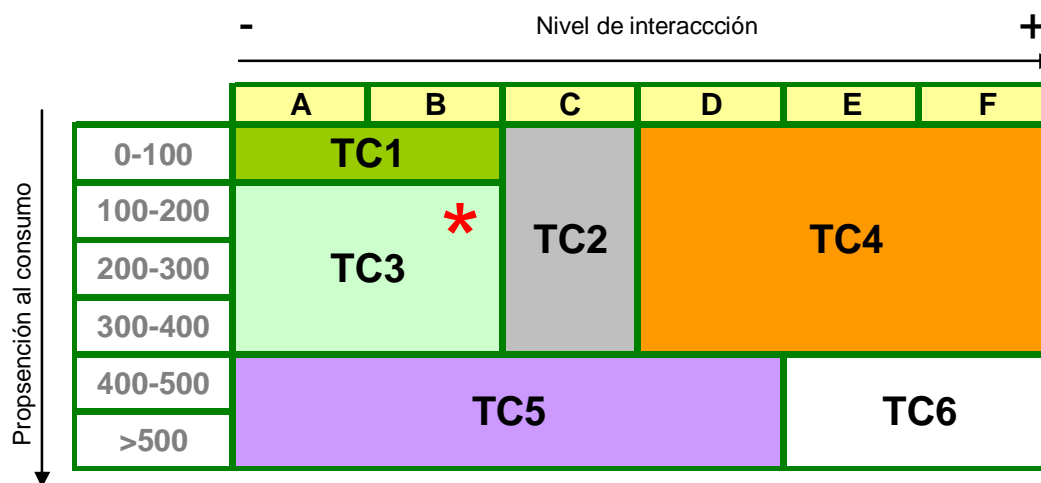 - Nivel de interaccción +
A B C D E F
0-100 TC1
100-200 *
TC2 TC4
200-300 TC3
300-400
400-500
TC5 TC6
>500
Propsención al consumo